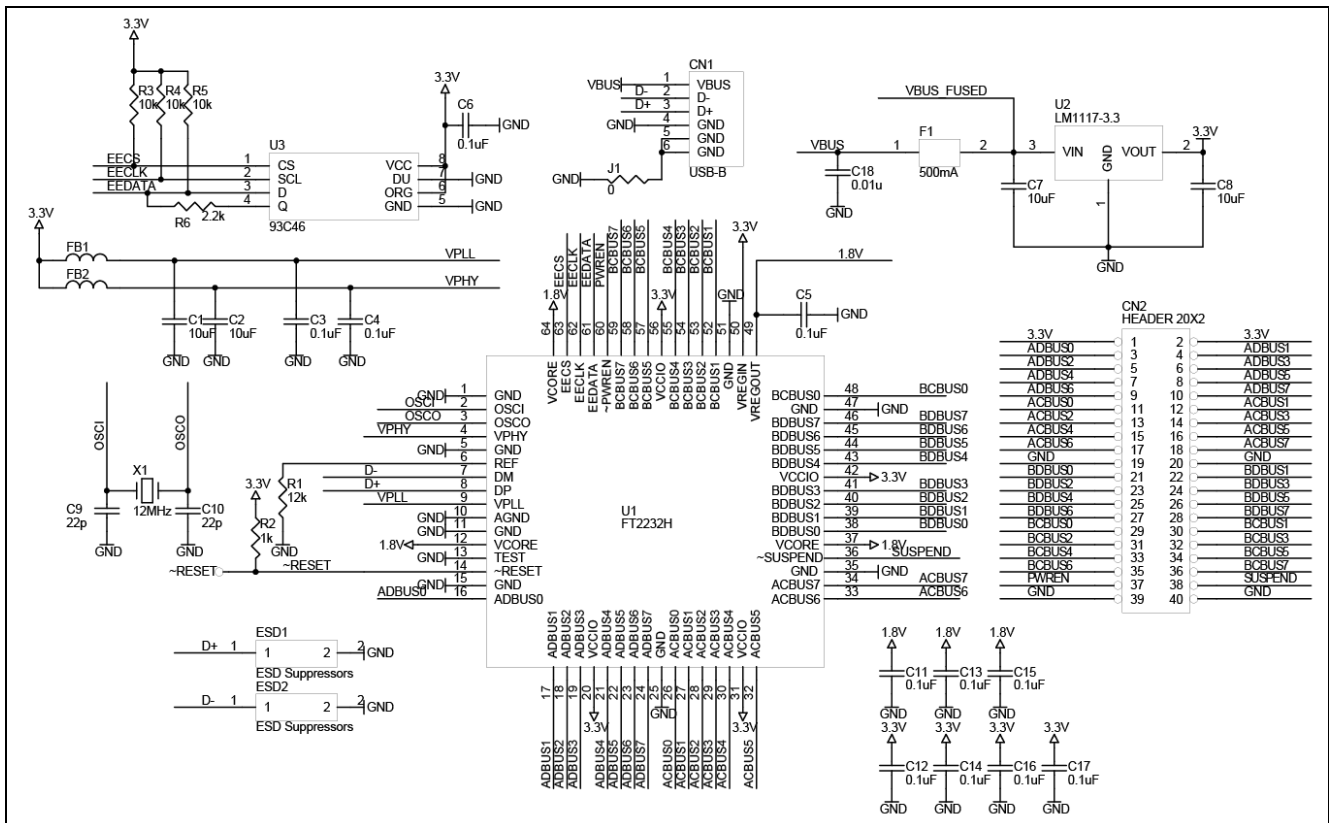 3.3V
R3
10k
R4
10k
R5
10k
3.3V
C6
0.1uF
GND
U3
EECS 1 CS VCC 8
EECLK 2 SCL DU 7 GND
EEDATA 3 D ORG 6
4 Q GND 5 GND
R6 2.2k
93C46
CN1
VBUS 1 VBUS
D- 2 D-
D+ 3 D+
GND 4 GND
5 GND
6 GND
USB-B
GND J1
0
VBUS_FUSED
U2
LM1117-3.3
VBUS 1 F1 2
500mA
3 VIN GND VOUT 2 3.3V
1
C18
0.01u
GND
C7
10uF
C8
10uF
GND
3.3V
FB1 VPLL
FB2 VPHY
C1
10uF
GND
C2
10uF
GND
C3
0.1uF
GND
C4
0.1uF
GND
OSCI
OSCO
X1
12MHz
C9
22p
GND
C10
22p
GND
3.3V
R2
1k
R1
12k
GND
~RESET ~RESET
1.8V
EECS
EECLK
EEDATA
PWREN
BCBUS7
BCBUS6
BCBUS5
3.3V
BCBUS4
BCBUS3
BCBUS2
BCBUS1
GND
3.3V
1.8V
C5
0.1uF
GND
64 VCORE
63 EECS
62 EECLK
61 EEDATA
60 ~PWREN
59 BCBUS7
58 BCBUS6
57 BCBUS5
56 VCCIO
55 BCBUS4
54 BCBUS3
53 BCBUS2
52 BCBUS1
51 GND
50 VREGIN
49 VREGOUT
GND 1 GND
OSCI 2 OSCI
OSCO 3 OSCO
VPHY 4 VPHY
GND 5 GND
6 REF
D- 7 DM
D+ 8 DP
VPLL 9 VPLL
GND 10 AGND
GND 11 GND
1.8V 12 VCORE
GND 13 TEST
14 ~RESET
GND 15 GND
ADBUS0 16 ADBUS0
U1
FT2232H
BCBUS0 48 BCBUS0
GND 47 GND
BDBUS7 46 BDBUS7
BDBUS6 45 BDBUS6
BDBUS5 44 BDBUS5
BDBUS4 43 BDBUS4
VCCIO 42 3.3V
BDBUS3 41 BDBUS3
BDBUS2 40 BDBUS2
BDBUS1 39 BDBUS1
BDBUS0 38 BDBUS0
VCORE 37 1.8V
~SUSPEND 36 SUSPEND
GND 35 GND
ACBUS7 34 ACBUS7
ACBUS6 33 ACBUS6
ADBUS1 17 ADBUS1
ADBUS2 18 ADBUS2
ADBUS3 19 ADBUS3
VCCIO 20 3.3V
ADBUS4 21 ADBUS4
ADBUS5 22 ADBUS5
ADBUS6 23 ADBUS6
ADBUS7 24 ADBUS7
GND 25 GND
ACBUS0 26 ACBUS0
ACBUS1 27 ACBUS1
ACBUS2 28 ACBUS2
ACBUS3 29 ACBUS3
ACBUS4 30 ACBUS4
VCCIO 31 3.3V
ACBUS5 32 ACBUS5
CN2
HEADER 20X2
3.3V 1 2 3.3V
ADBUS0 3 4 ADBUS1
ADBUS2 5 6 ADBUS3
ADBUS4 7 8 ADBUS5
ADBUS6 9 10 ADBUS7
ACBUS0 11 12 ACBUS1
ACBUS2 13 14 ACBUS3
ACBUS4 15 16 ACBUS5
ACBUS6 17 18 ACBUS7
GND 19 20 GND
BDBUS0 21 22 BDBUS1
BDBUS2 23 24 BDBUS3
BDBUS4 25 26 BDBUS5
BDBUS6 27 28 BDBUS7
BCBUS0 29 30 BCBUS1
BCBUS2 31 32 BCBUS3
BCBUS4 33 34 BCBUS5
BCBUS6 35 36 BCBUS7
PWREN 37 38 SUSPEND
GND 39 40 GND
ESD1
D+ 1 1 2 2 GND
ESD Suppressors
ESD2
D- 1 1 2 2 GND
ESD Suppressors
1.8V
C11
0.1uF
GND
1.8V
C13
0.1uF
GND
1.8V
C15
0.1uF
GND
3.3V
C12
0.1uF
GND
3.3V
C14
0.1uF
GND
3.3V
C16
0.1uF
GND
3.3V
C17
0.1uF
GND